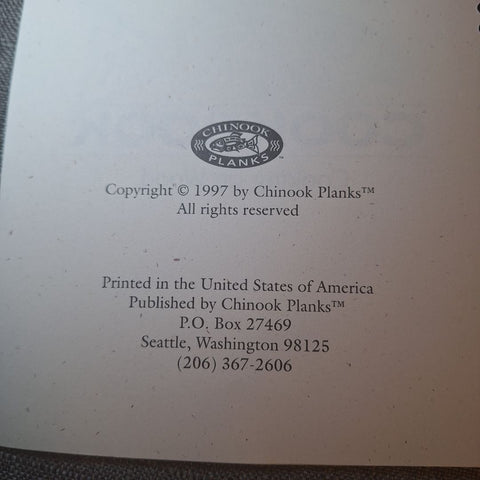 CHINOOK
PLANKS™
Copyright © 1997 by Chinook Planks™
All rights reserved
Printed in the United States of America
Published by Chinook Planks™
P.O. Box 27469
Seattle, Washington 98125
(206) 367-2606